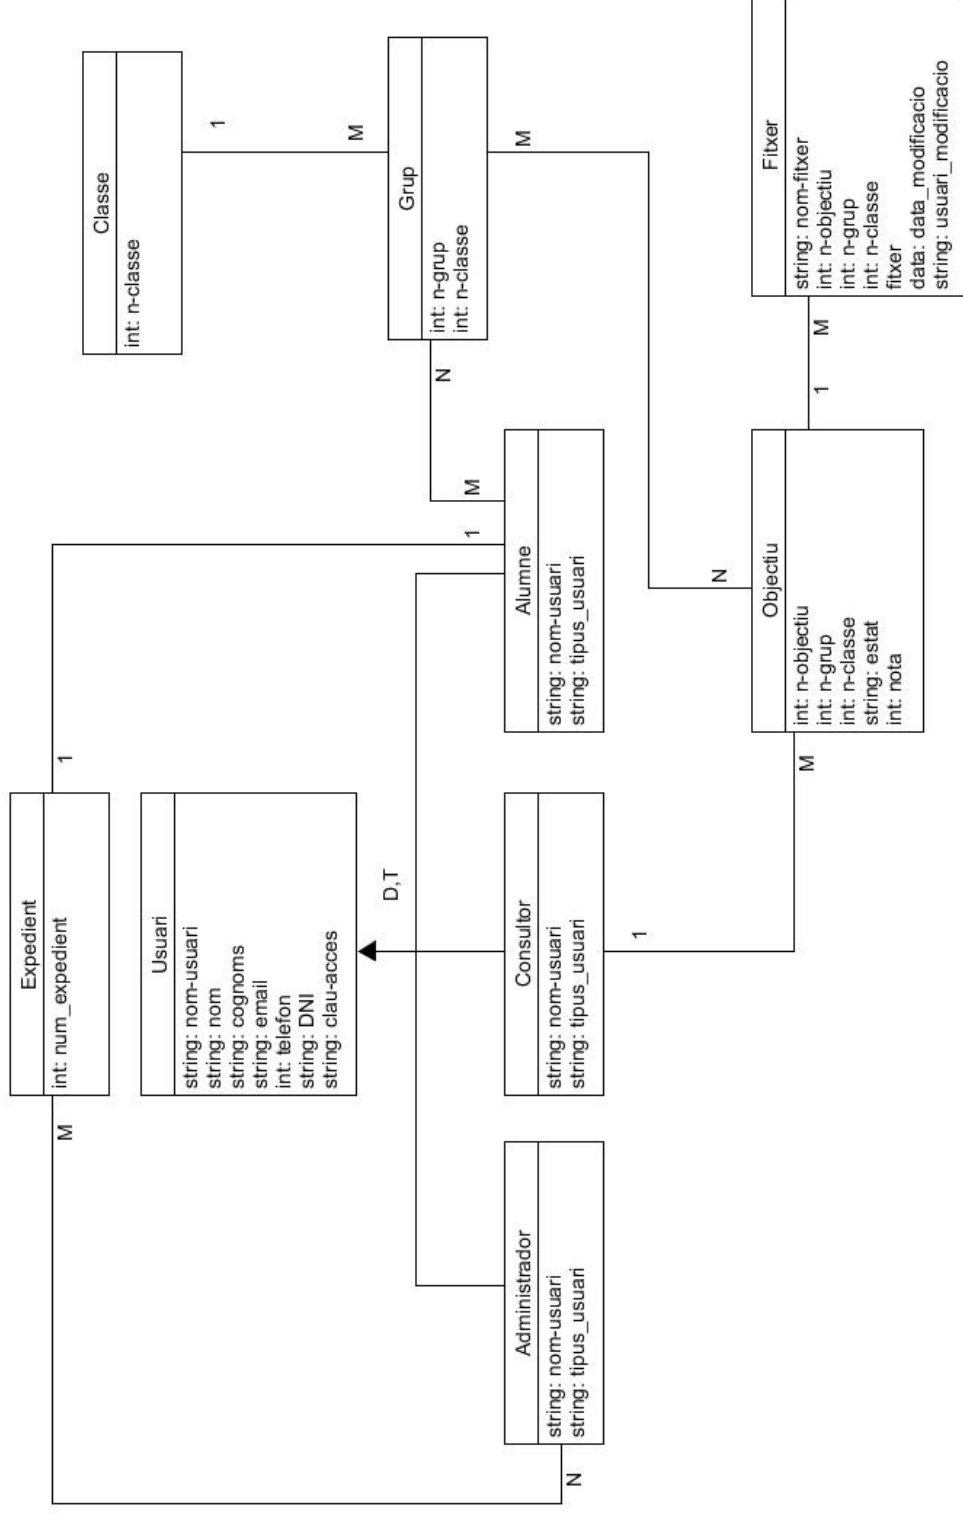 Expedient
int: num_expedient
M
1
Usuari
string: nom-usuari
string: nom
string: cognoms
string: email
int: telefon
string: DNI
string: clau-acces
D,T
Classe
int: n-classe
1
M
Grup
int: n-grup
int: n-classe
N
M
M
1
Administrador
string: nom-usuari
string: tipus_usuari
N
Consultor
string: nom-usuari
string: tipus_usuari
1
Alumne
string: nom-usuari
string: tipus_usuari
N
M
Objectiu
int: n-objectiu
int: n-grup
int: n-classe
string: estat
int: nota
1
M
Fitxer
string: nom-fitxer
int: n-objectiu
int: n-grup
int: n-classe
fitxer
data: data_modificacio
string: usuari_modificacio